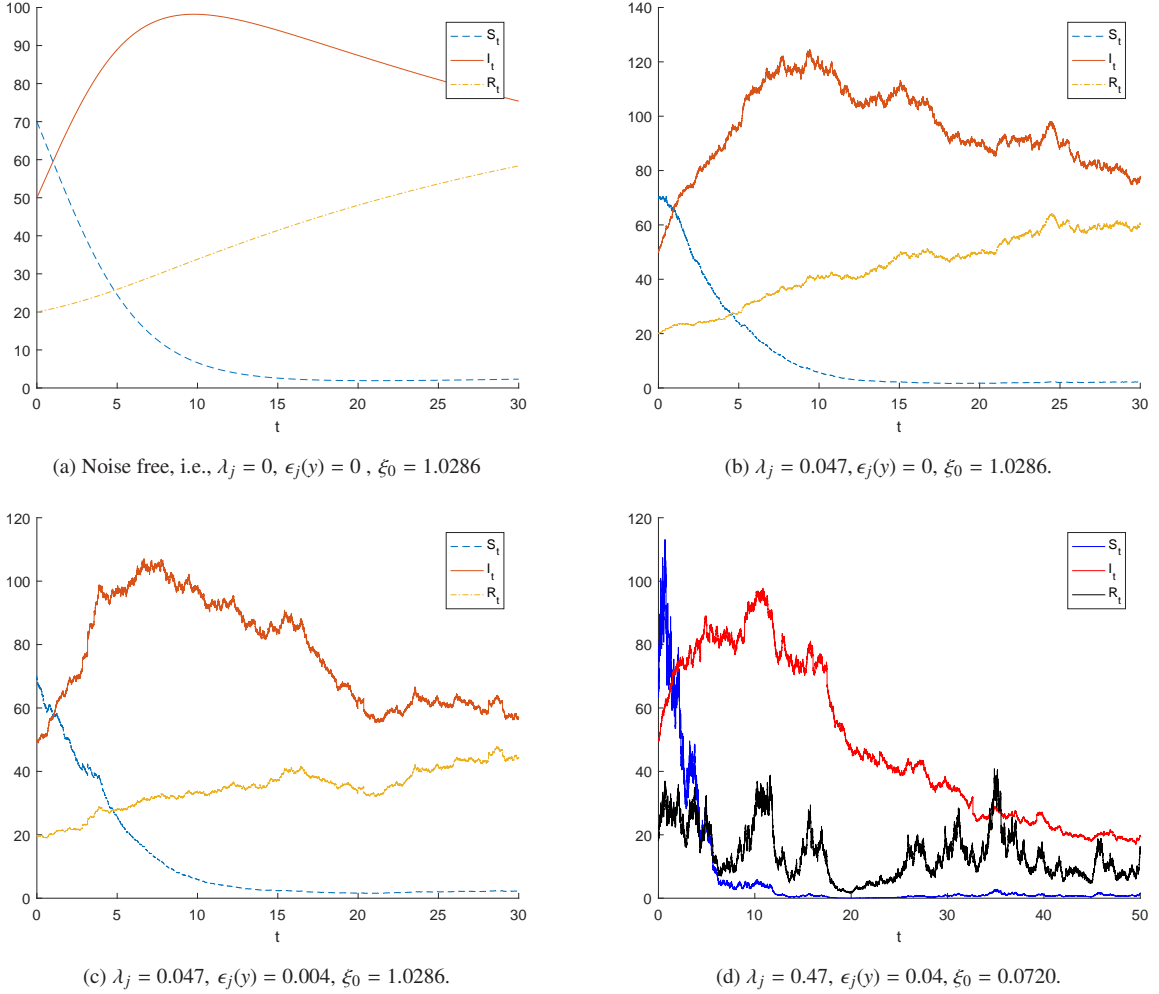 100
90
80
70
60
50
40
30
20
10
0
S_t
I_t
R_t
0 5 10 15 20 25 30
t
(a) Noise free, i.e., λ_j = 0, ϵ_j(y) = 0 , ξ_0 = 1.0286
140
120
100
80
60
40
20
0
S_t
I_t
R_t
0 5 10 15 20 25 30
t
(b) λ_j = 0.047, ϵ_j(y) = 0, ξ_0 = 1.0286.
120
100
80
60
40
20
0
S_t
I_t
R_t
0 5 10 15 20 25 30
t
(c) λ_j = 0.047, ϵ_j(y) = 0.004, ξ_0 = 1.0286.
120
100
80
60
40
20
0
S_t
I_t
R_t
0 10 20 30 40 50
t
(d) λ_j = 0.47, ϵ_j(y) = 0.04, ξ_0 = 0.0720.